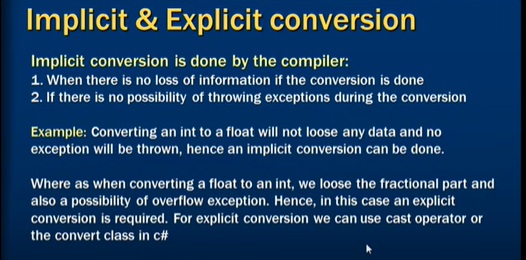 Implicit & Explicit conversion
Implicit conversion is done by the compiler:
1. When there is no loss of information if the conversion is done
2. If there is no possibility of throwing exceptions during the conversion
Example: Converting an int to a float will not loose any data and no
exception will be thrown, hence an implicit conversion can be done.
Where as when converting a float to an int, we loose the fractional part and
also a possibility of overflow exception. Hence, in this case an explicit
conversion is required. For explicit conversion we can use cast operator or
the convert class in c#